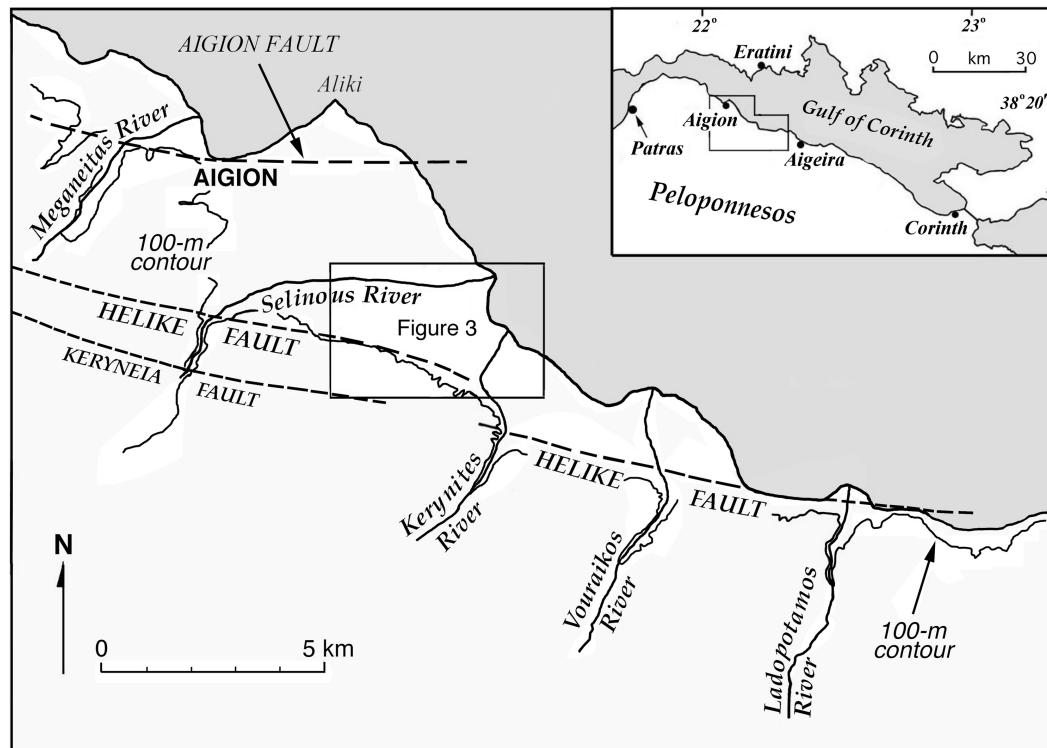 AIGION FAULT
Aliki
Meganeitas River
AIGION
100-m
contour
Selinous River
Figure 3
HELIKE FAULT
KERYNEIA FAULT
Kerynites
River
HELIKE FAULT
Vouraikos
River
Ladopotamos
River
100-m
contour
N
0 5 km
22° 23°
0 km 30
38°20'
Eratini
Gulf of Corinth
Aigion
Patras
Aigeira
Peloponnesos
Corinth